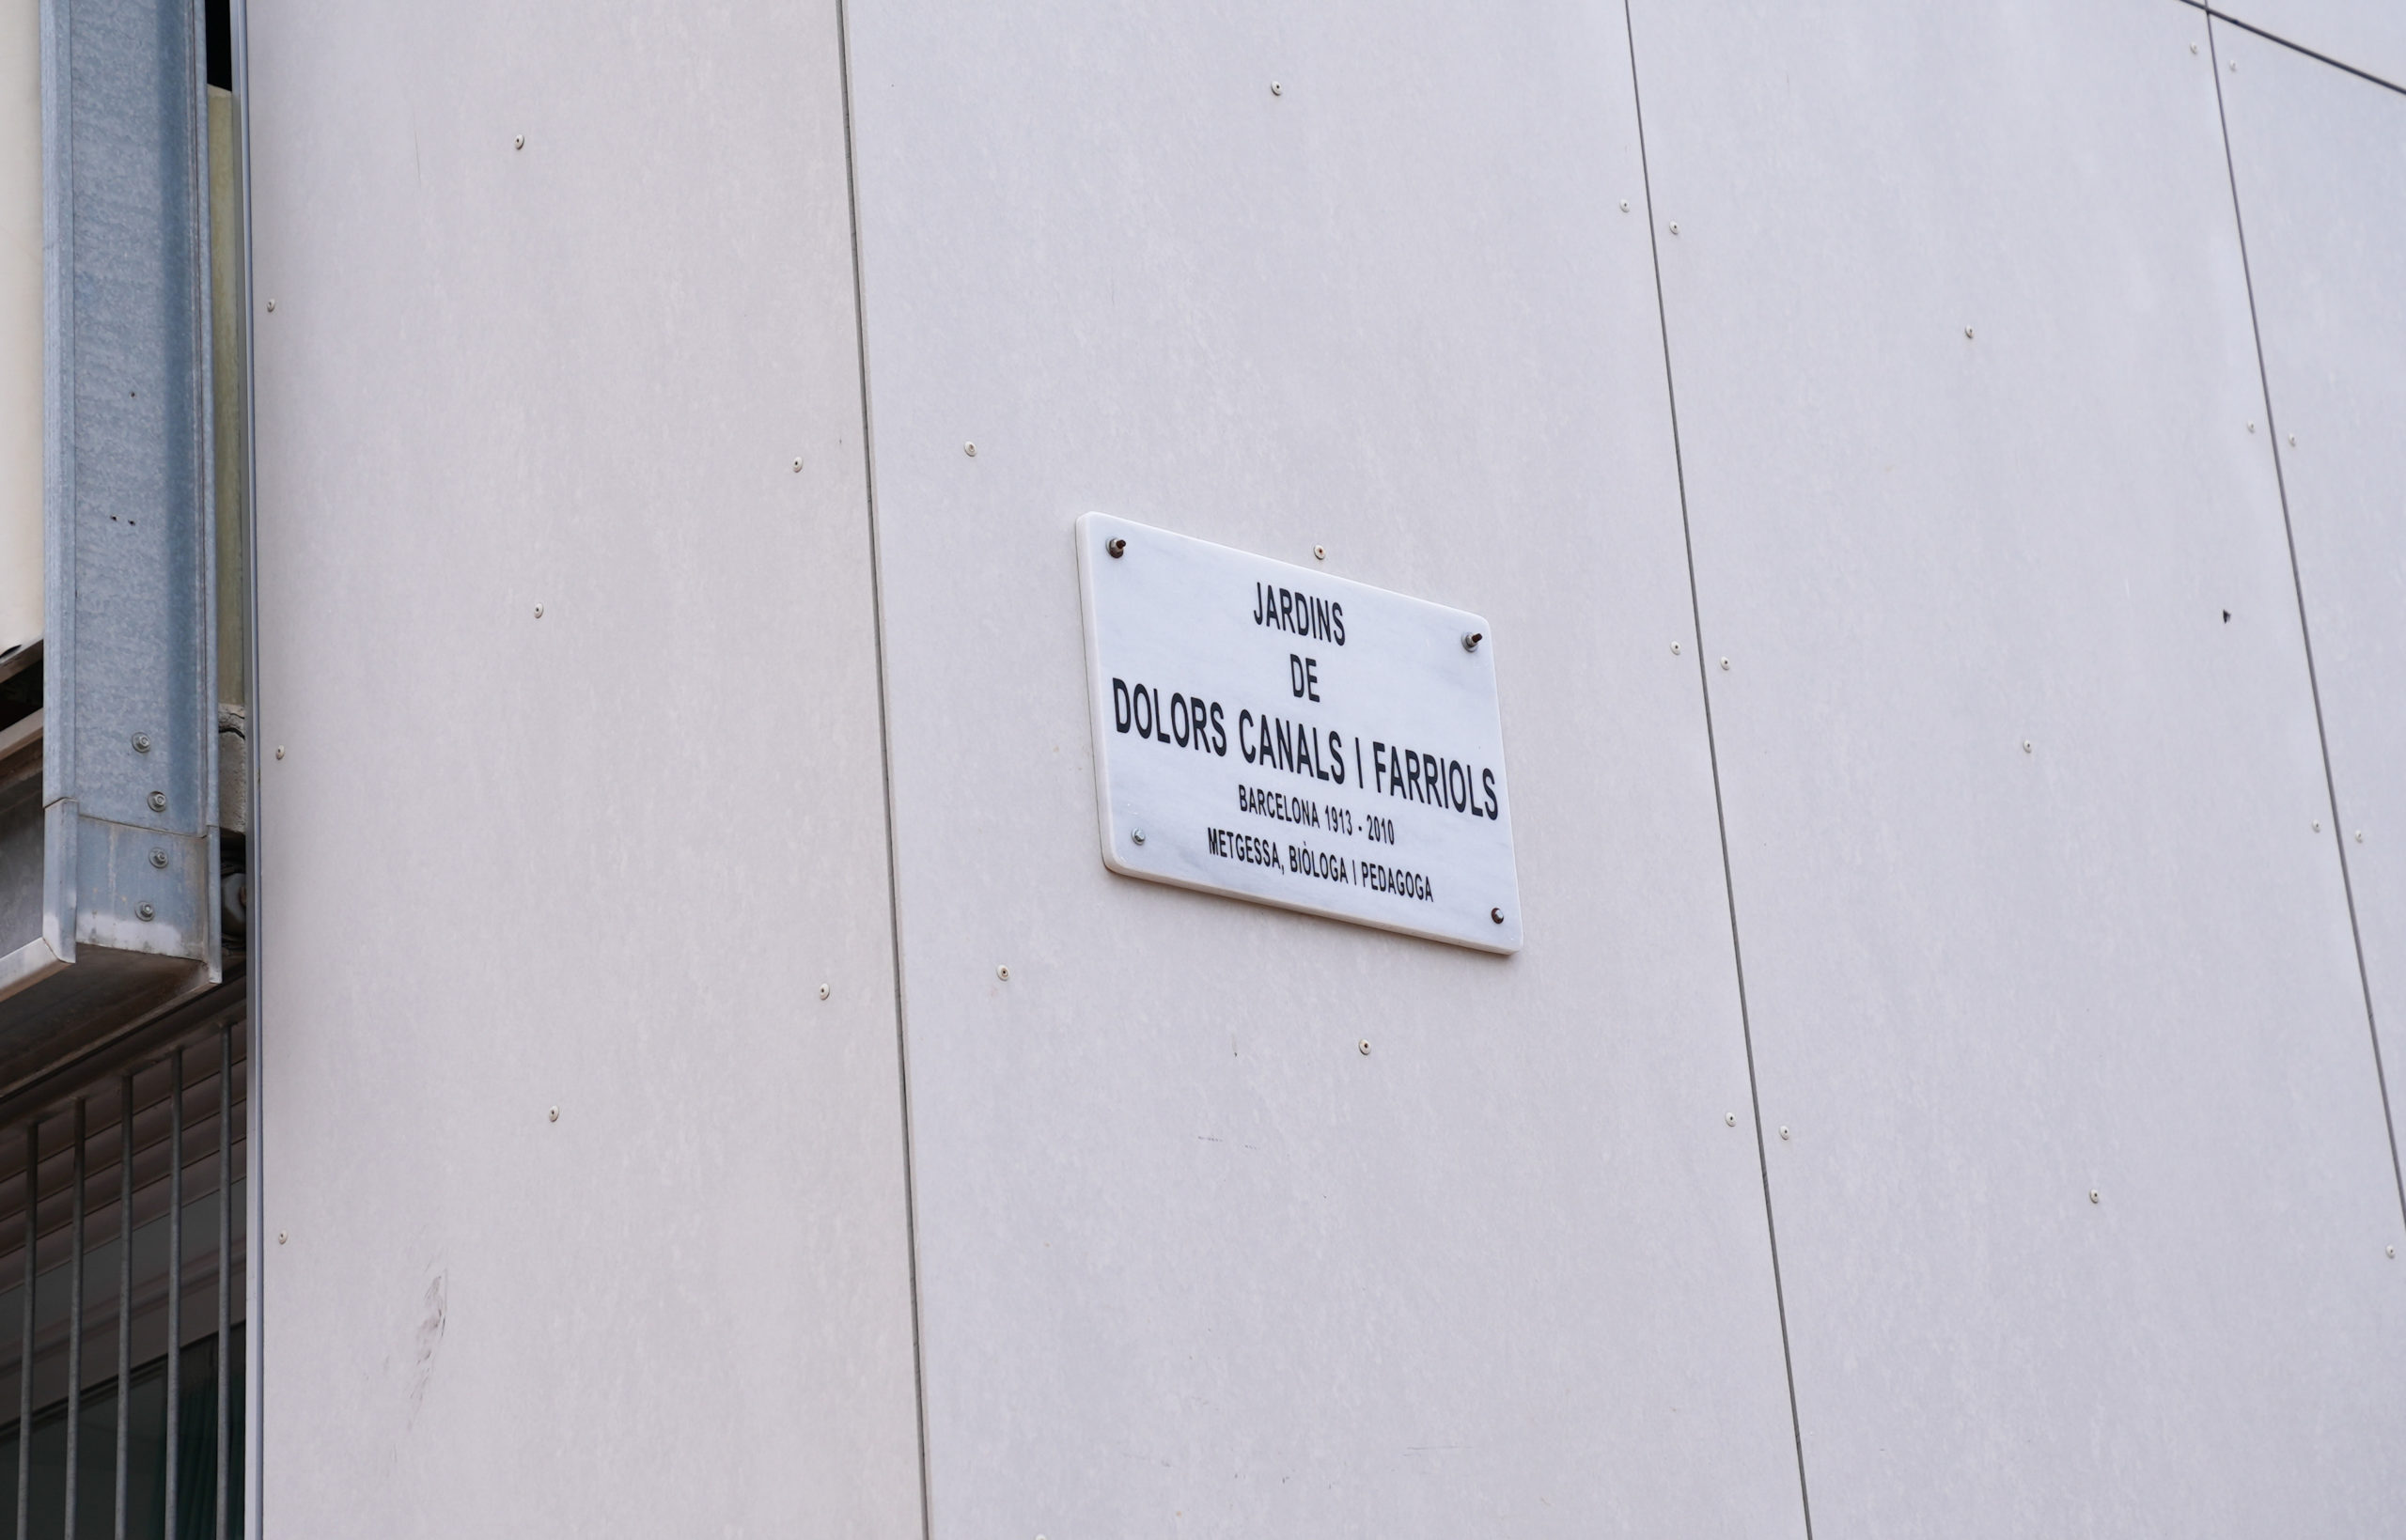 JARDINS
DE
DOLORS CANALS I FARRIOLS
BARCELONA 1913 - 2010
METGESSA, BIÒLOGA I PEDAGOGA